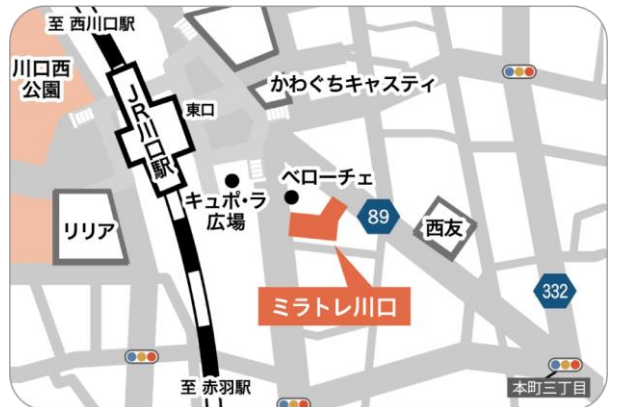 至 西川口駅
川口西
公園
JR川口駅
東口
かわぐちキャスティ
ベローチェ
キュポ・ラ
広場
リリア
89
西友
332
ミラトレ川口
至 赤羽駅
本町三丁目